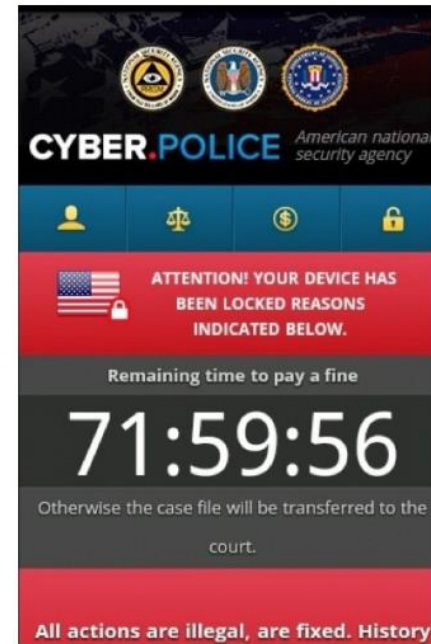 CYBER.POLICE
American national
security agency
ATTENTION! YOUR DEVICE HAS
BEEN LOCKED REASONS
INDICATED BELOW.
Remaining time to pay a fine
71:59:56
Otherwise the case file will be transferred to the
court.
All actions are illegal, are fixed. History